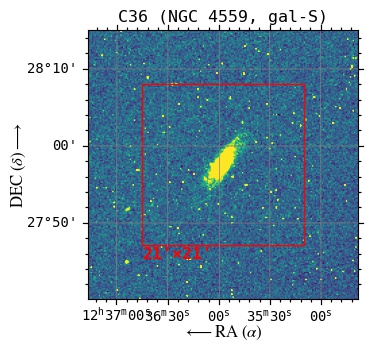 C36 (NGC 4559, gal-S)
DEC (δ) ⟶
28°10'
00'
27°50'
21'×21'
12ʰ37ᵐ00ˢ 36ᵐ30ˢ 00ˢ 35ᵐ30ˢ 00ˢ
⟵ RA (α)